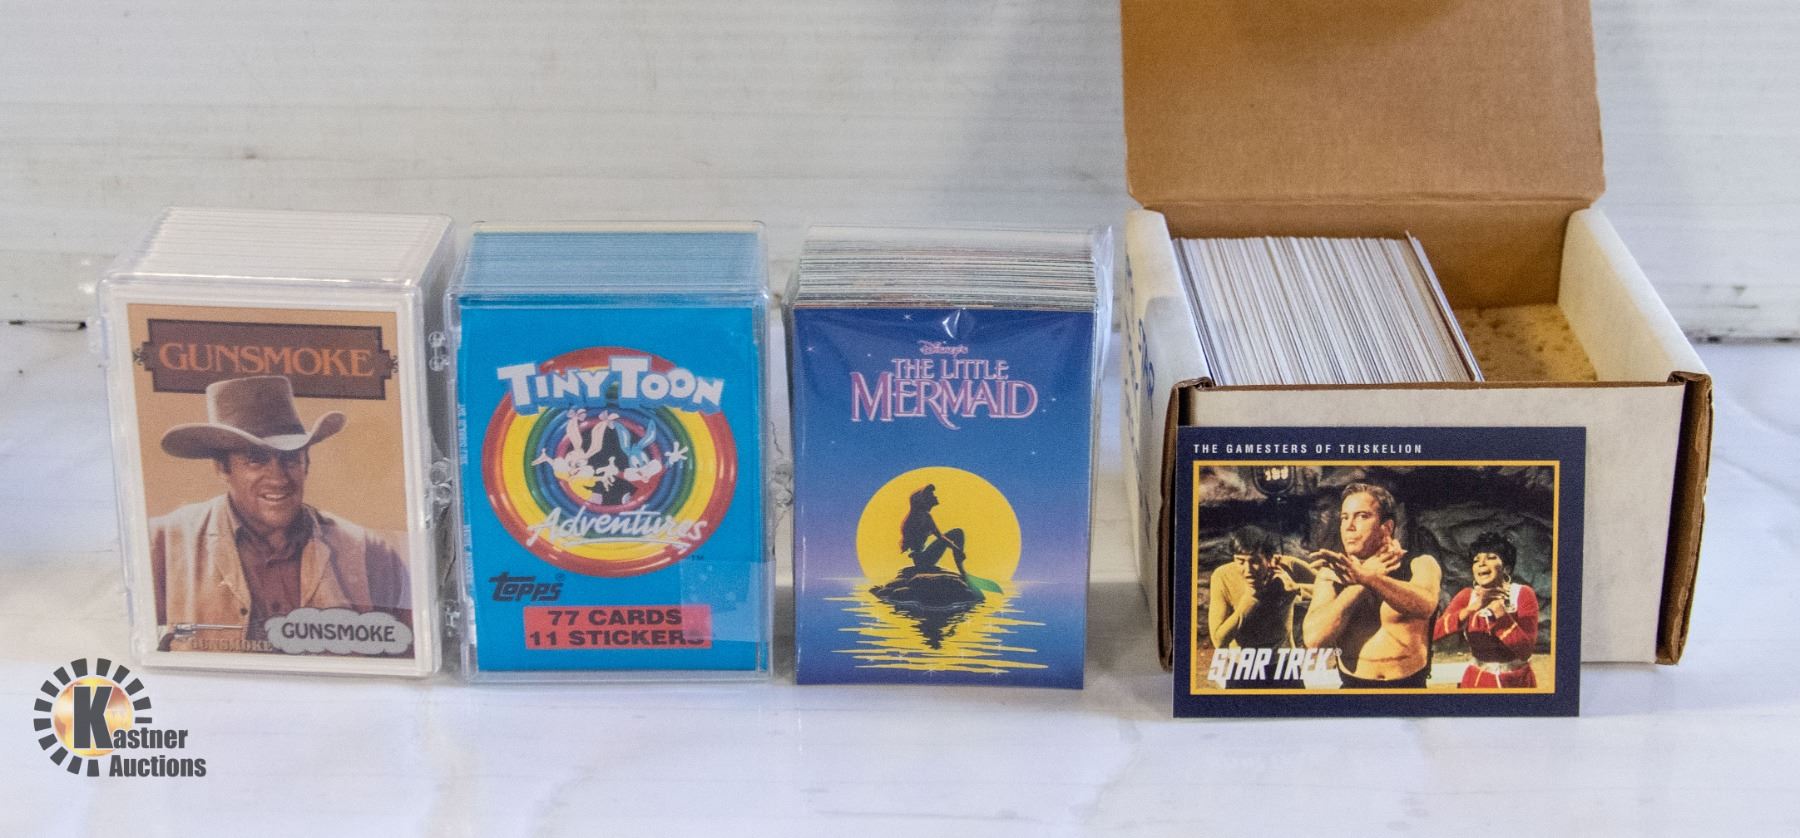 GUNSMOKE
GUNSMOKE
GUNSMOKE
TINY TOON
Adventures™
topps®
77 CARDS
11 STICKERS
Disney's
THE LITTLE
MERMAID
THE GAMESTERS OF TRISKELION
STAR TREK®
K
Kastner
Auctions